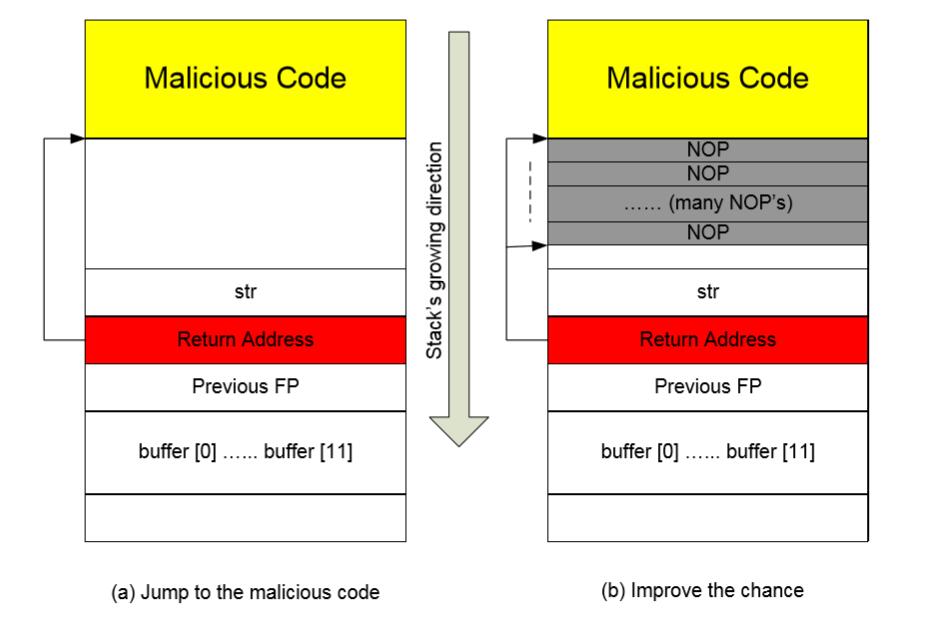 Malicious Code
str
Return Address
Previous FP
buffer [0] …… buffer [11]
(a) Jump to the malicious code
Stack's growing direction
Malicious Code
NOP
NOP
…… (many NOP's)
NOP
str
Return Address
Previous FP
buffer [0] …… buffer [11]
(b) Improve the chance